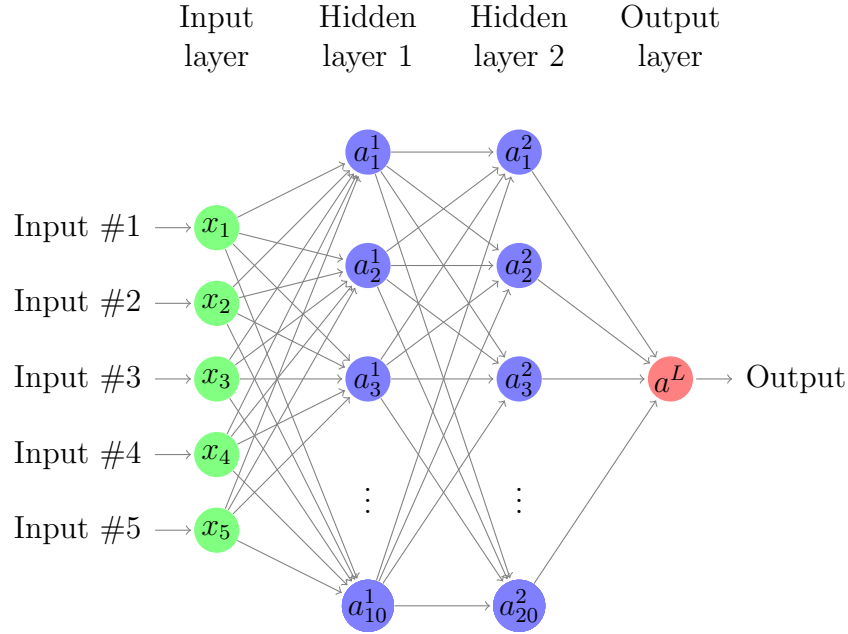 Input
layer
Hidden
layer 1
Hidden
layer 2
Output
layer
Input #1
Input #2
Input #3
Input #4
Input #5
x₁
x₂
x₃
x₄
x₅
a¹₁
a¹₂
a¹₃
⋮
a¹₁₀
a²₁
a²₂
a²₃
⋮
a²₂₀
aᴸ
Output